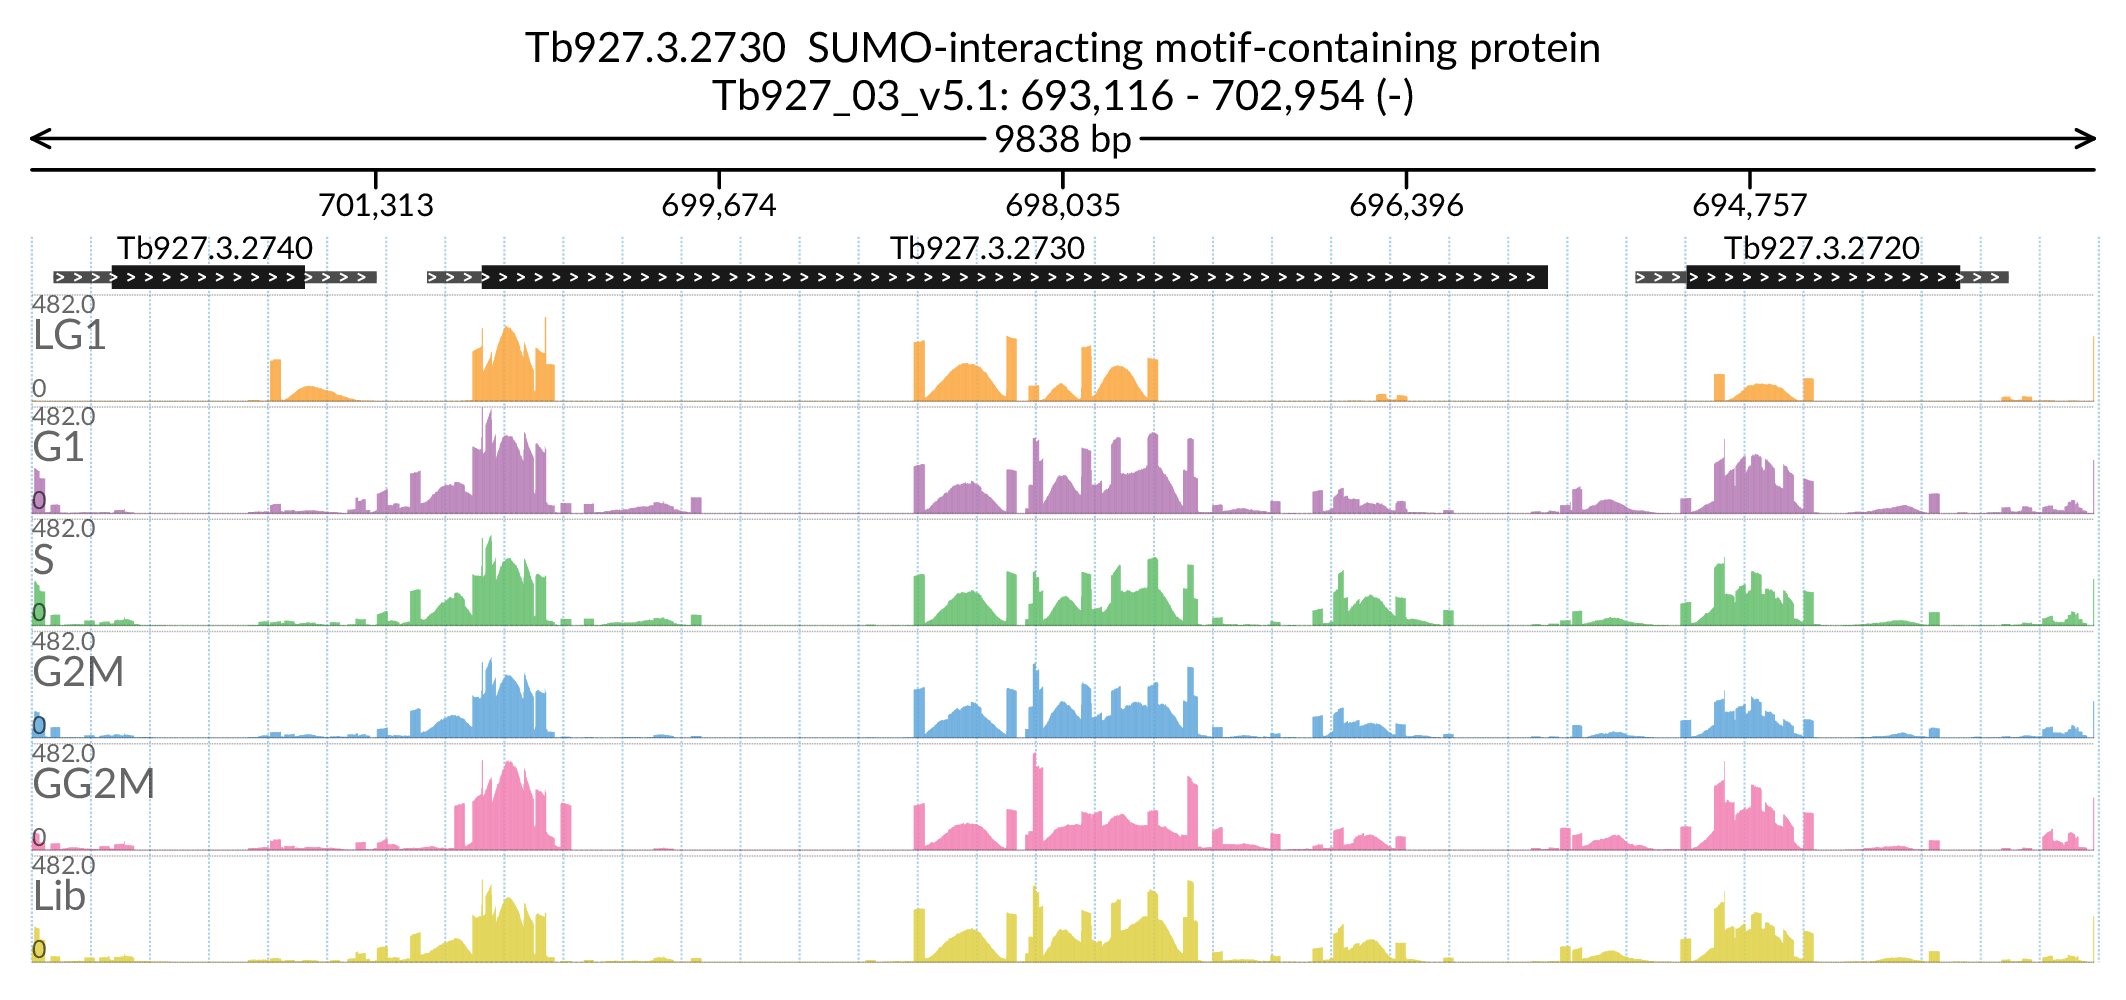 Tb927.3.2730  SUMO-interacting motif-containing protein
Tb927_03_v5.1: 693,116 - 702,954 (-)
9838 bp
701,313 699,674 698,035 696,396 694,757
Tb927.3.2740 Tb927.3.2730 Tb927.3.2720
482.0
LG1
0
482.0
G1
0
482.0
S
0
482.0
G2M
0
482.0
GG2M
0
482.0
Lib
0